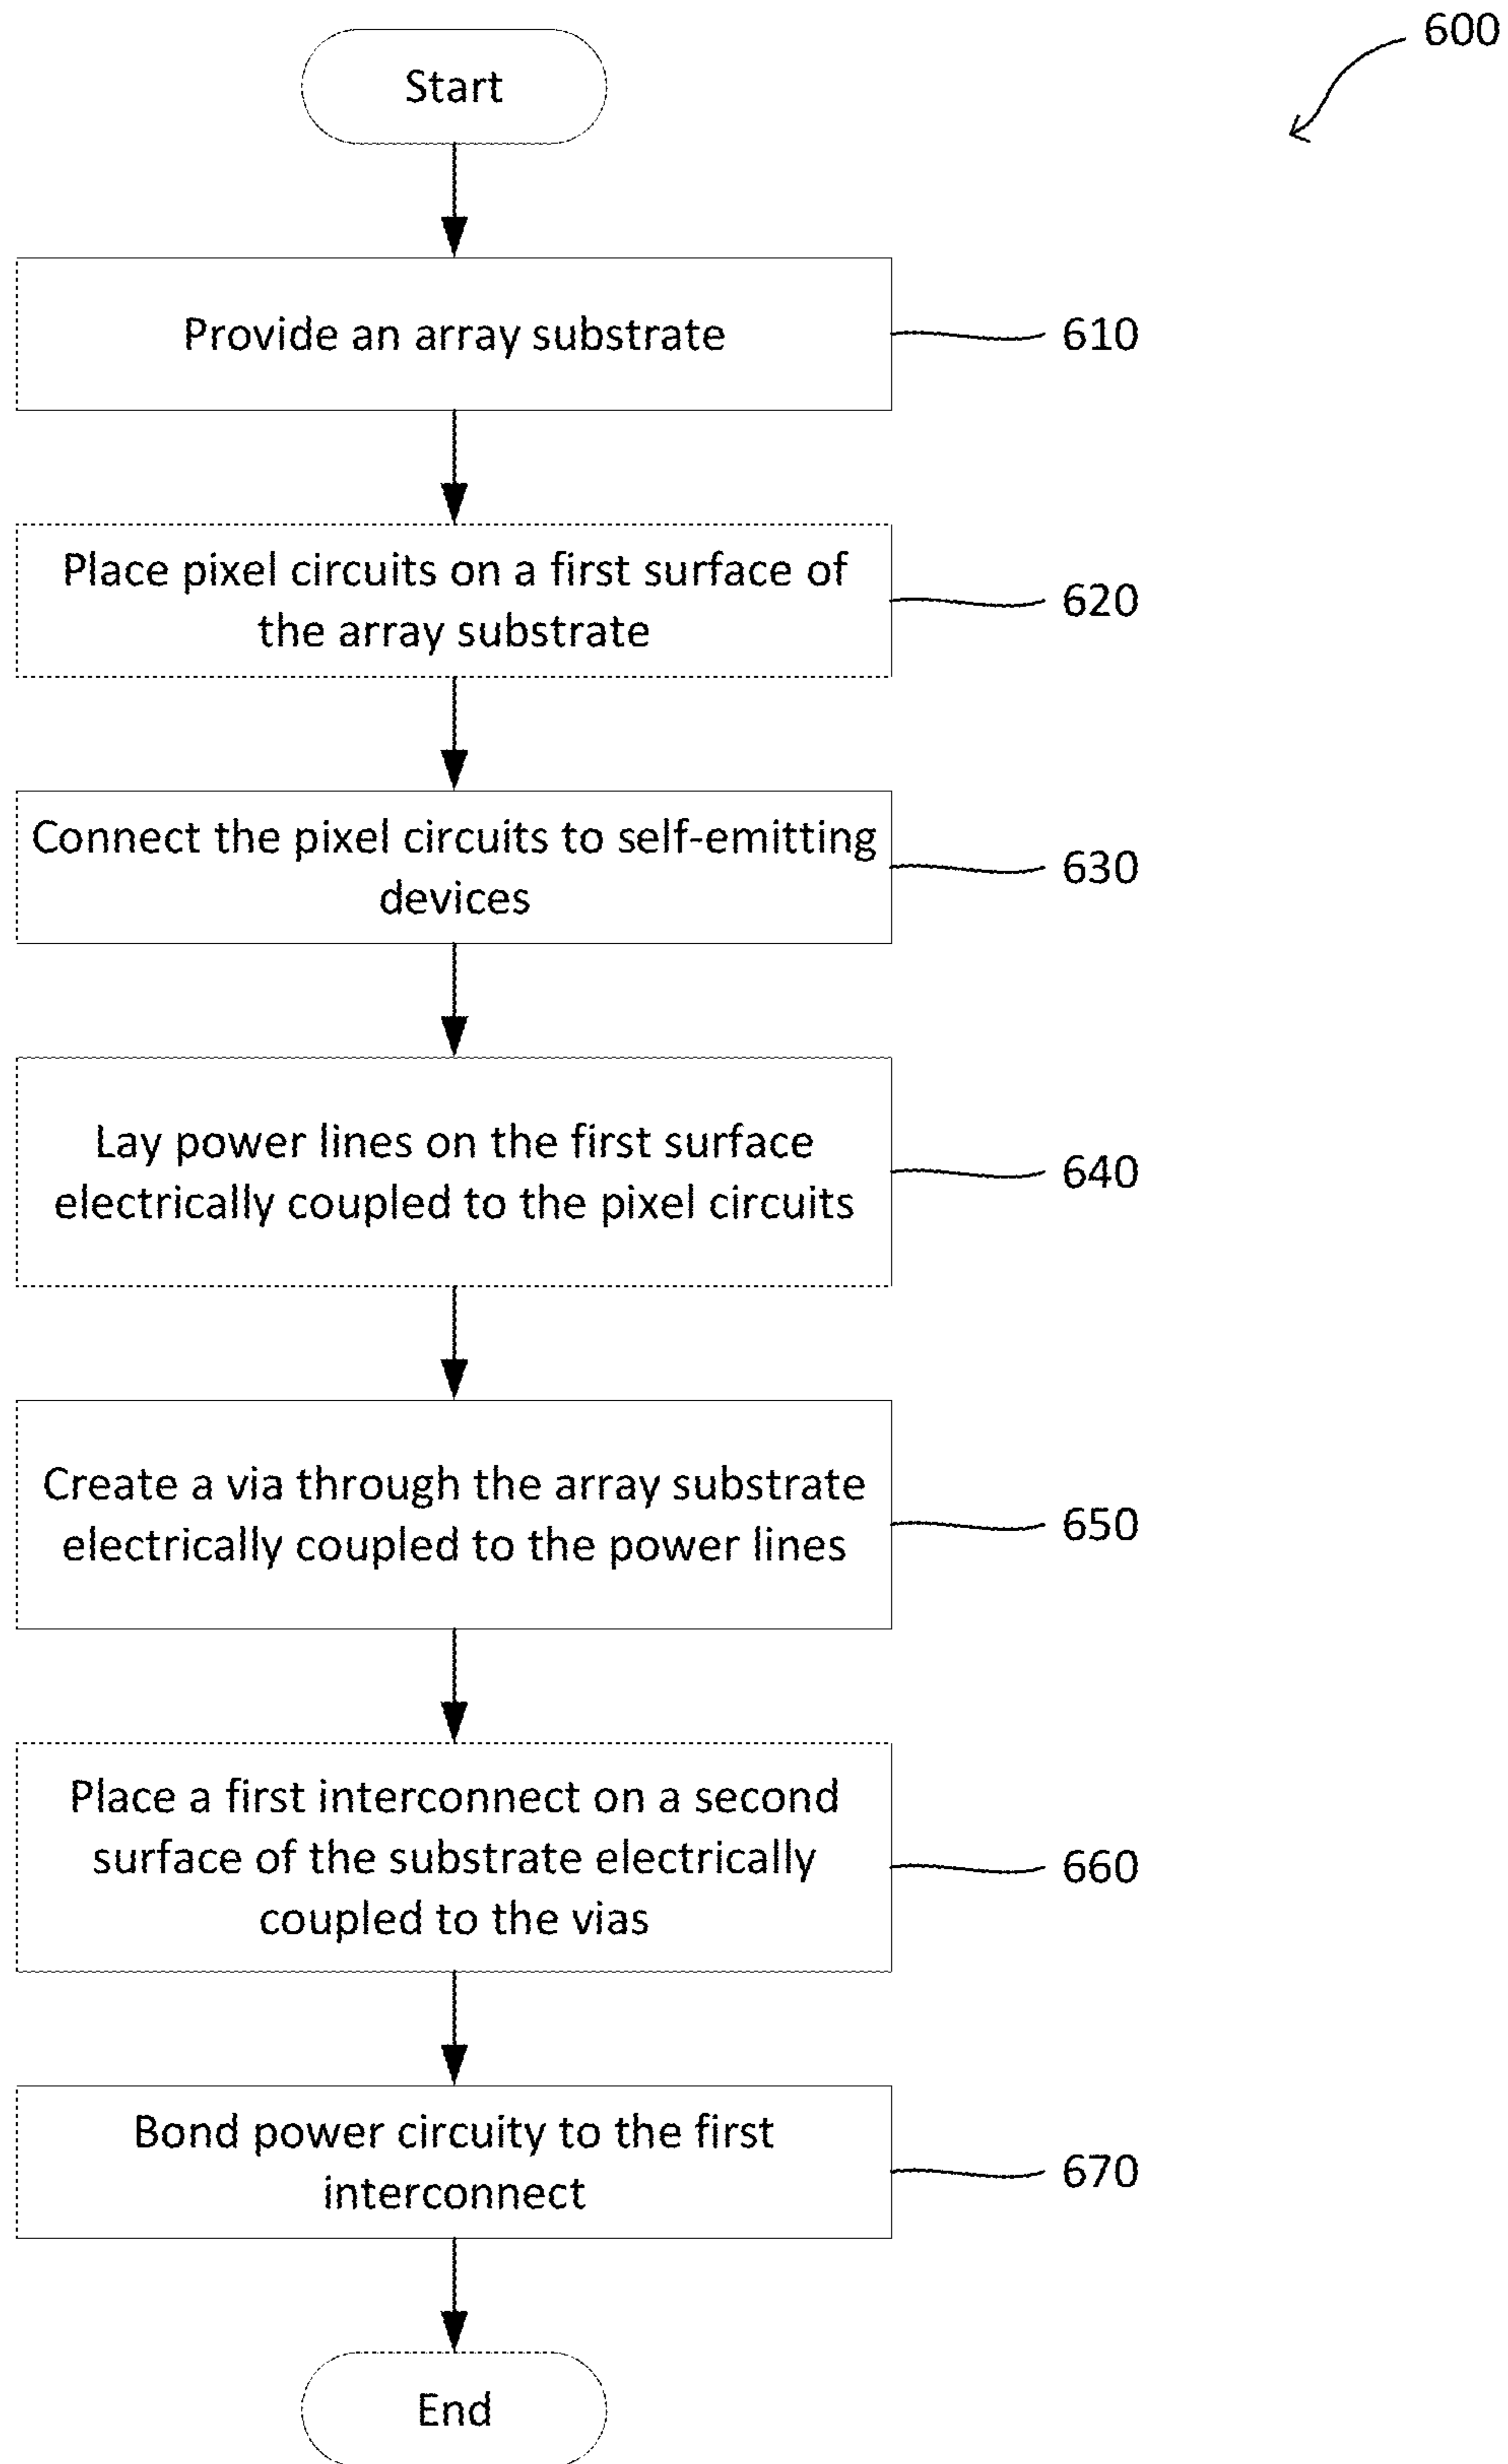 600
Start
Provide an array substrate
610
Place pixel circuits on a first surface of
the array substrate
620
Connect the pixel circuits to self-emitting
devices
630
Lay power lines on the first surface
electrically coupled to the pixel circuits
640
Create a via through the array substrate
electrically coupled to the power lines
650
Place a first interconnect on a second
surface of the substrate electrically
coupled to the vias
660
Bond power circuity to the first
interconnect
670
End